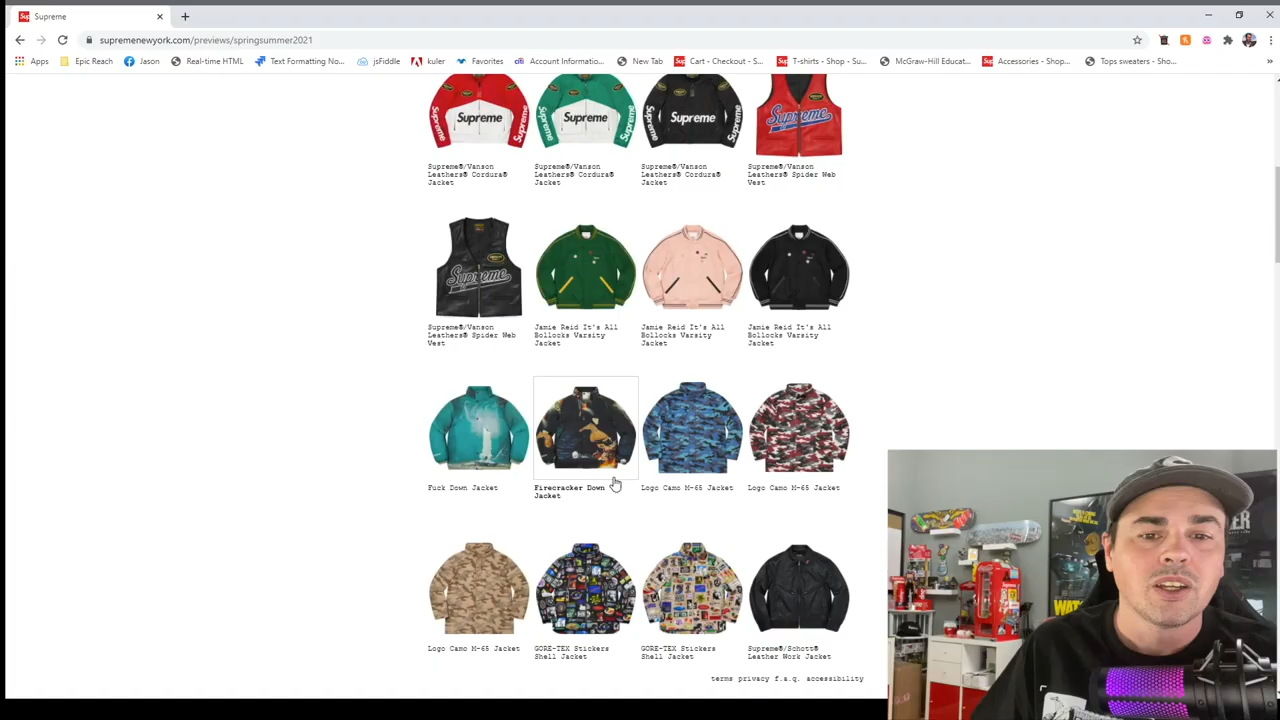 Supreme
supremenewyork.com/previews/springsummer2021
Apps
Epic Reach
Jason
Real-time HTML
Text Formatting No...
jsFiddle
kuler
Favorites
Account Informatio...
New Tab
Cart - Checkout - S...
T-shirts - Shop - Su...
McGraw-Hill Educat...
Accessories - Shop...
Tops sweaters - Sho...
Supreme
Supreme
Supreme
Supreme
Supreme®/Vanson
Leathers® Cordura®
Jacket
Supreme®/Vanson
Leathers® Cordura®
Jacket
Supreme®/Vanson
Leathers® Cordura®
Jacket
Supreme®/Vanson
Leathers® Spider Web
Vest
Supreme
Supreme®/Vanson
Leathers® Spider Web
Vest
Jamie Reid It's All
Bollocks Varsity
Jacket
Jamie Reid It's All
Bollocks Varsity
Jacket
Jamie Reid It's All
Bollocks Varsity
Jacket
Fuck Down Jacket
Firecracker Down
Jacket
Logo Camo M-65 Jacket
Logo Camo M-65 Jacket
Logo Camo M-65 Jacket
GORE-TEX Stickers
Shell Jacket
GORE-TEX Stickers
Shell Jacket
Supreme®/Schott®
Leather Work Jacket
terms privacy f.a.q. accessibility